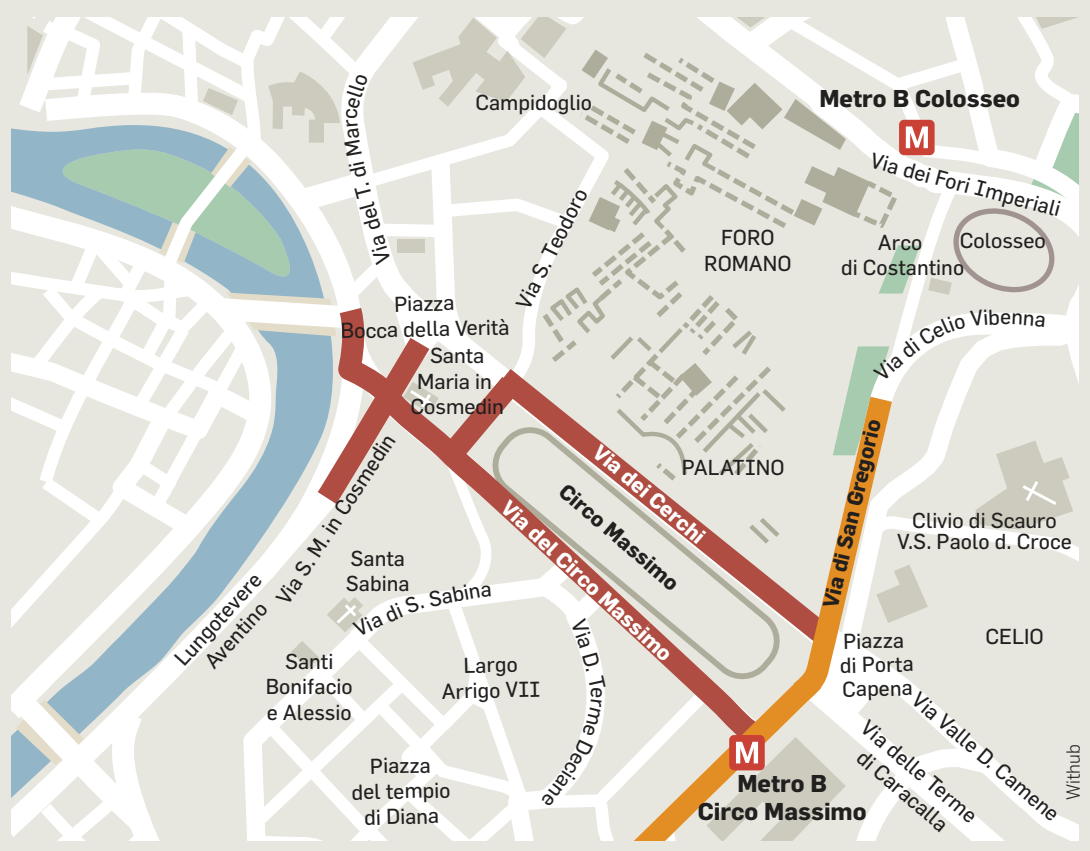 Campidoglio
Metro B Colosseo
M
Via del T. di Marcello
Via dei Fori Imperiali
Via S. Teodoro
FORO
ROMANO
Arco
di Costantino
Colosseo
Piazza
Bocca della Verità
Santa
Maria in
Cosmedin
Via di Celio Vibenna
Via dei Cerchi
PALATINO
Via di San Gregorio
Circo Massimo
Via del Circo Massimo
Via S. M. in Cosmedin
Clivio di Scauro
V.S. Paolo d. Croce
Santa
Sabina
Via di S. Sabina
Lungotevere
Aventino
Santi
Bonifacio
e Alessio
Largo
Arrigo VII
Via D. Terme Deciane
CELIO
Piazza
di Porta
Capena
Via Valle D. Camene
Via delle Terme
di Caracalla
Piazza
del tempio
di Diana
M
Metro B
Circo Massimo
Withub